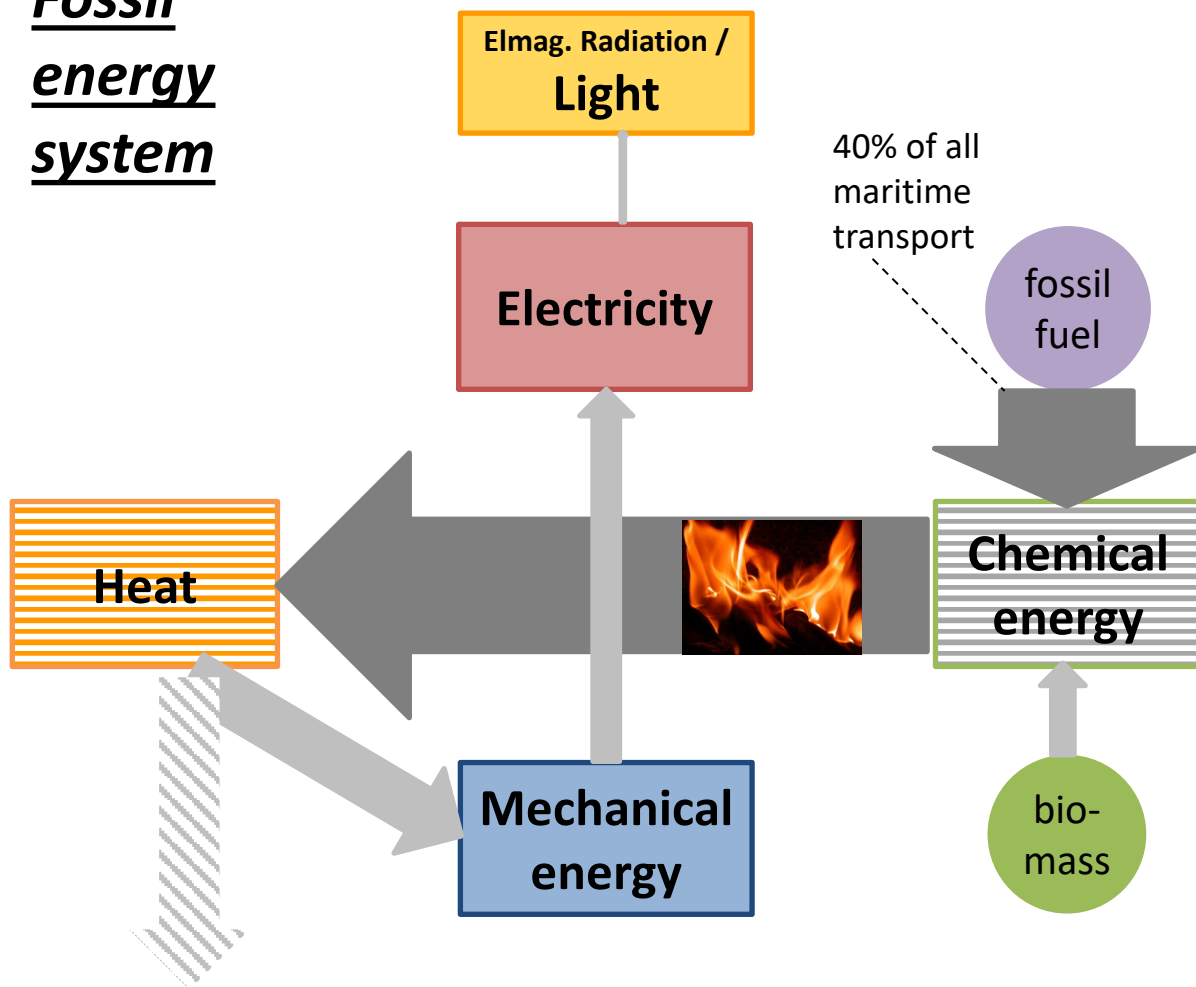 Fossil
energy
system
Elmag. Radiation /
Light
40% of all
maritime
transport
Electricity
fossil
fuel
Heat
Chemical
energy
Mechanical
energy
bio-
mass